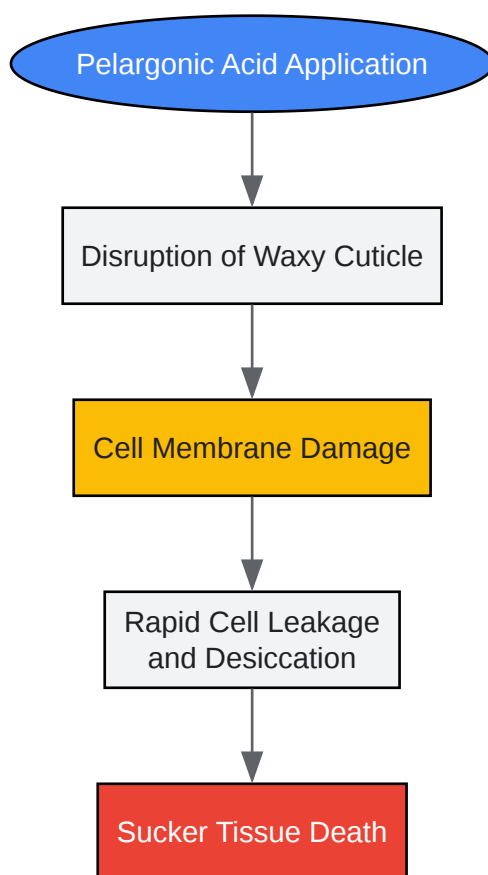 Pelargonic Acid Application
Disruption of Waxy Cuticle
Cell Membrane Damage
Rapid Cell Leakage
and Desiccation
Sucker Tissue Death